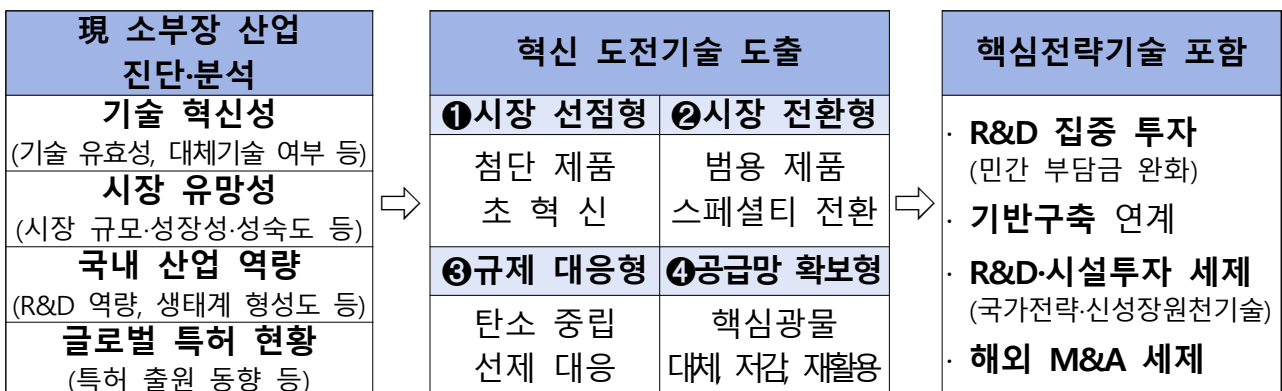 現 소부장 산업
진단·분석
기술 혁신성
(기술 유효성, 대체기술 여부 등)
시장 유망성
(시장 규모·성장성·성숙도 등)
국내 산업 역량
(R&D 역량, 생태계 형성도 등)
글로벌 특허 현황
(특허 출원 동향 등)
⇨
혁신 도전기술 도출
❶시장 선점형
첨단 제품
초 혁 신
❷시장 전환형
범용 제품
스페셜티 전환
❸규제 대응형
탄소 중립
선제 대응
❹공급망 확보형
핵심광물
대체, 저감, 재활용
⇨
핵심전략기술 포함
· R&D 집중 투자
(민간 부담금 완화)
· 기반구축 연계
· R&D·시설투자 세제
(국가전략·신성장원천기술)
· 해외 M&A 세제